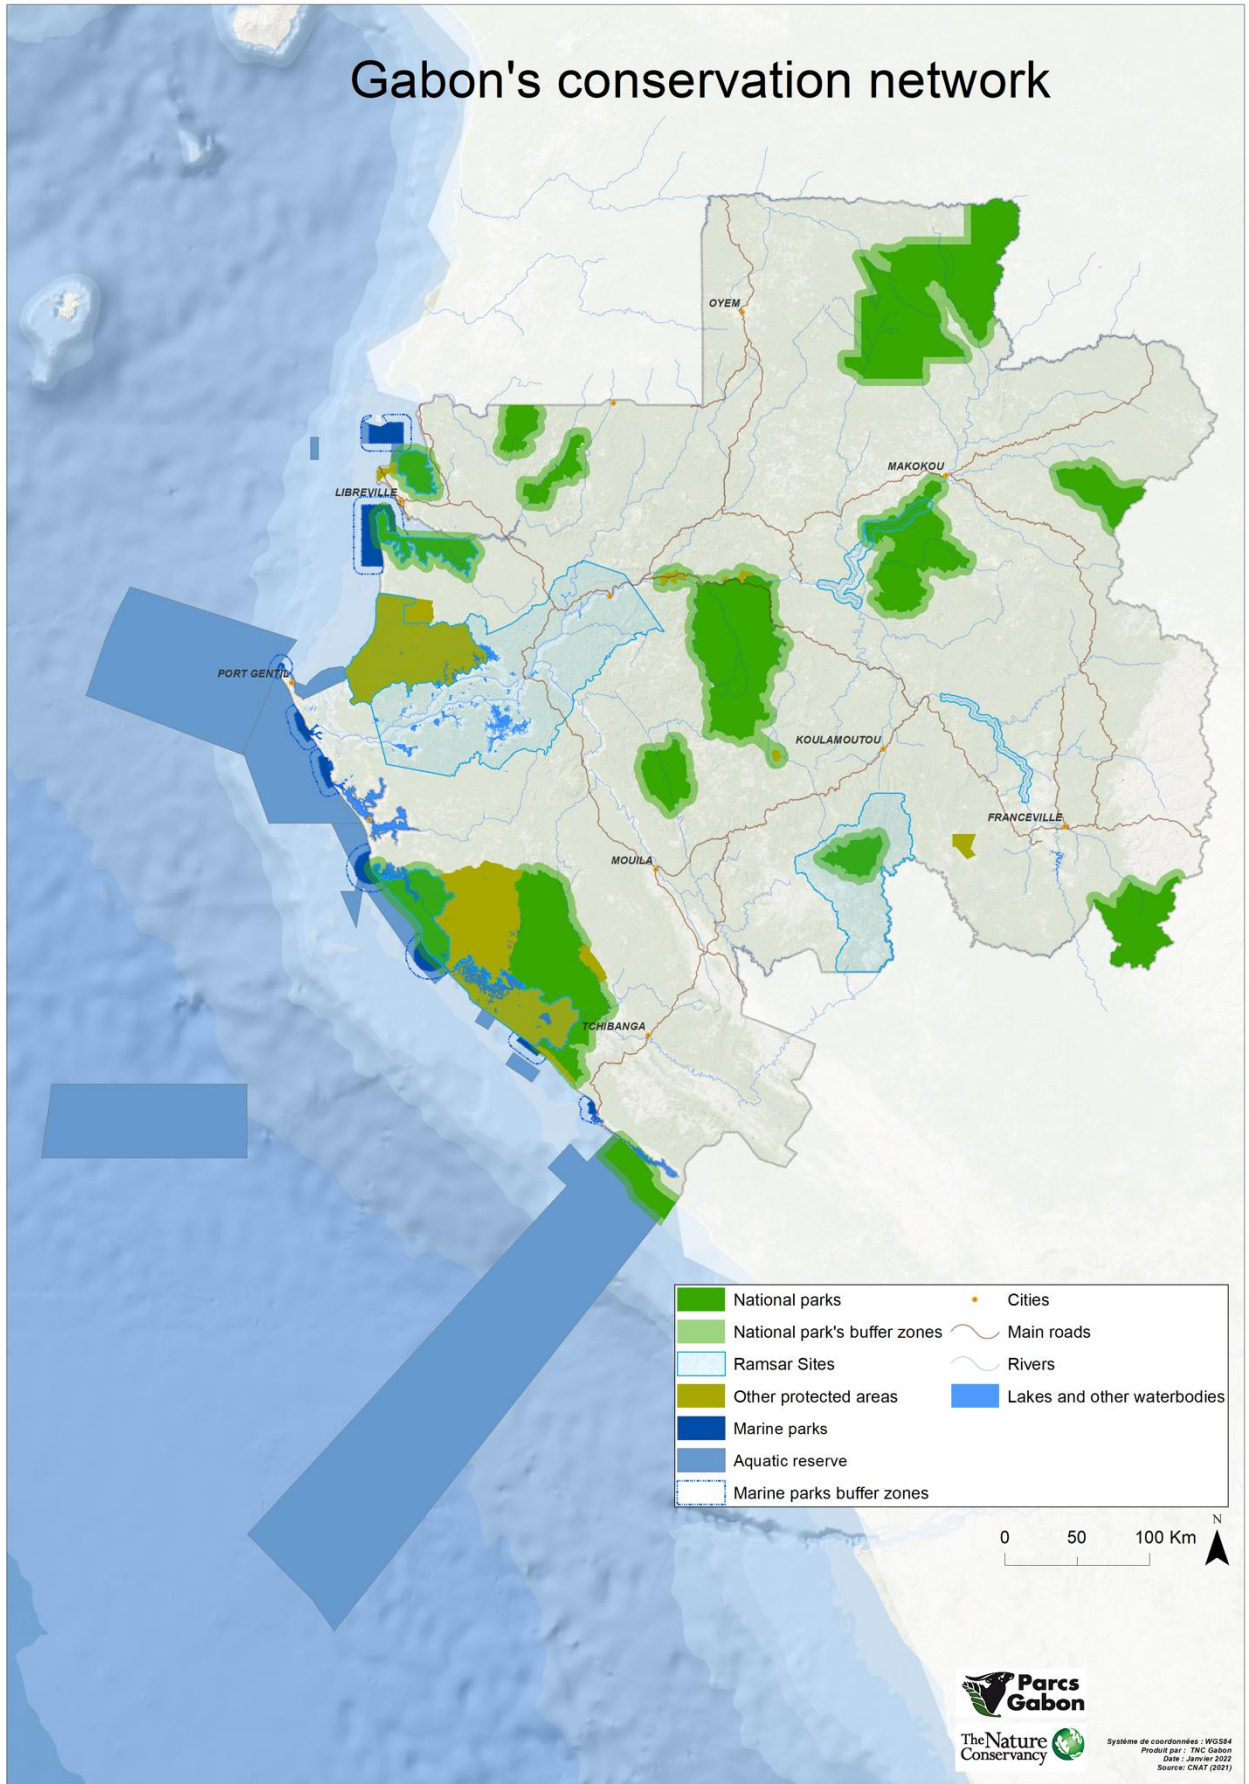 Gabon's conservation network
OYEM
MAKOKOU
LIBREVILLE
PORT GENTIL
KOULAMOUTOU
FRANCEVILLE
MOUILA
TCHIBANGA
National parks
National park's buffer zones
Ramsar Sites
Other protected areas
Marine parks
Aquatic reserve
Marine parks buffer zones
Cities
Main roads
Rivers
Lakes and other waterbodies
N
0 50 100 Km
Parcs
Gabon
The Nature
Conservancy
Système de coordonnées : WGS84
Produit par : TNC Gabon
Date : Janvier 2022
Source: CNAT (2021)